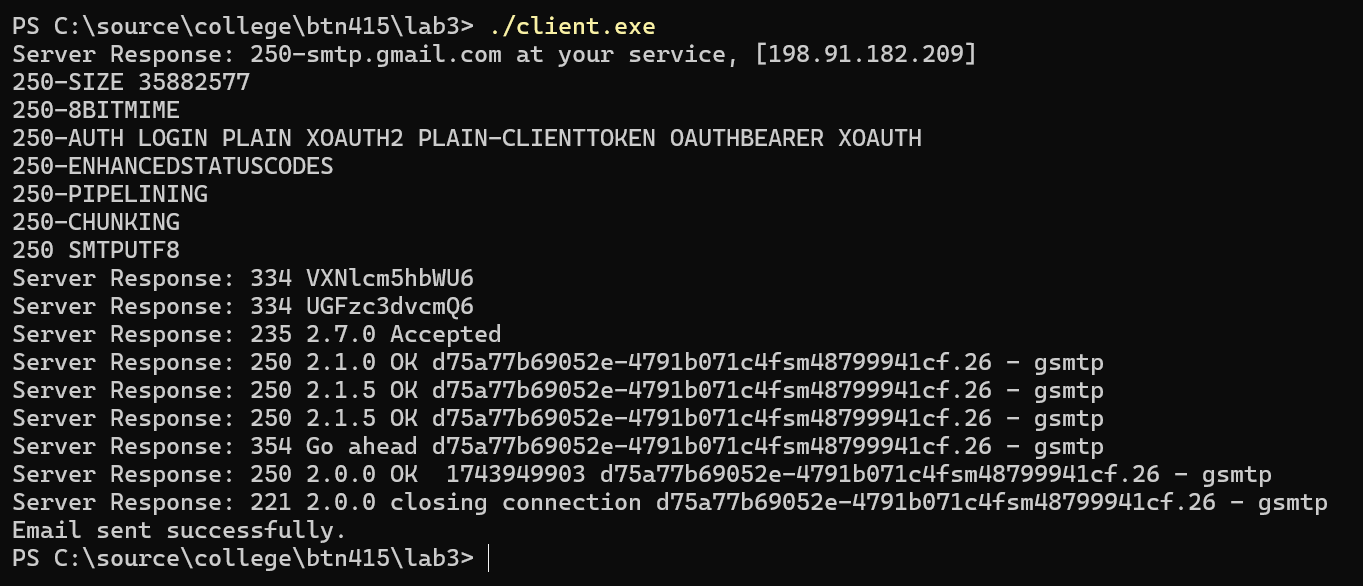 PS C:\source\college\btn415\lab3> ./client.exe
Server Response: 250-smtp.gmail.com at your service, [198.91.182.209]
250-SIZE 35882577
250-8BITMIME
250-AUTH LOGIN PLAIN XOAUTH2 PLAIN-CLIENTTOKEN OAUTHBEARER XOAUTH
250-ENHANCEDSTATUSCODES
250-PIPELINING
250-CHUNKING
250 SMTPUTF8
Server Response: 334 VXNlcm5hbWU6
Server Response: 334 UGFzc3dvcmQ6
Server Response: 235 2.7.0 Accepted
Server Response: 250 2.1.0 OK d75a77b69052e-4791b071c4fsm48799941cf.26 - gsmtp
Server Response: 250 2.1.5 OK d75a77b69052e-4791b071c4fsm48799941cf.26 - gsmtp
Server Response: 250 2.1.5 OK d75a77b69052e-4791b071c4fsm48799941cf.26 - gsmtp
Server Response: 354 Go ahead d75a77b69052e-4791b071c4fsm48799941cf.26 - gsmtp
Server Response: 250 2.0.0 OK  1743949903 d75a77b69052e-4791b071c4fsm48799941cf.26 - gsmtp
Server Response: 221 2.0.0 closing connection d75a77b69052e-4791b071c4fsm48799941cf.26 - gsmtp
Email sent successfully.
PS C:\source\college\btn415\lab3>